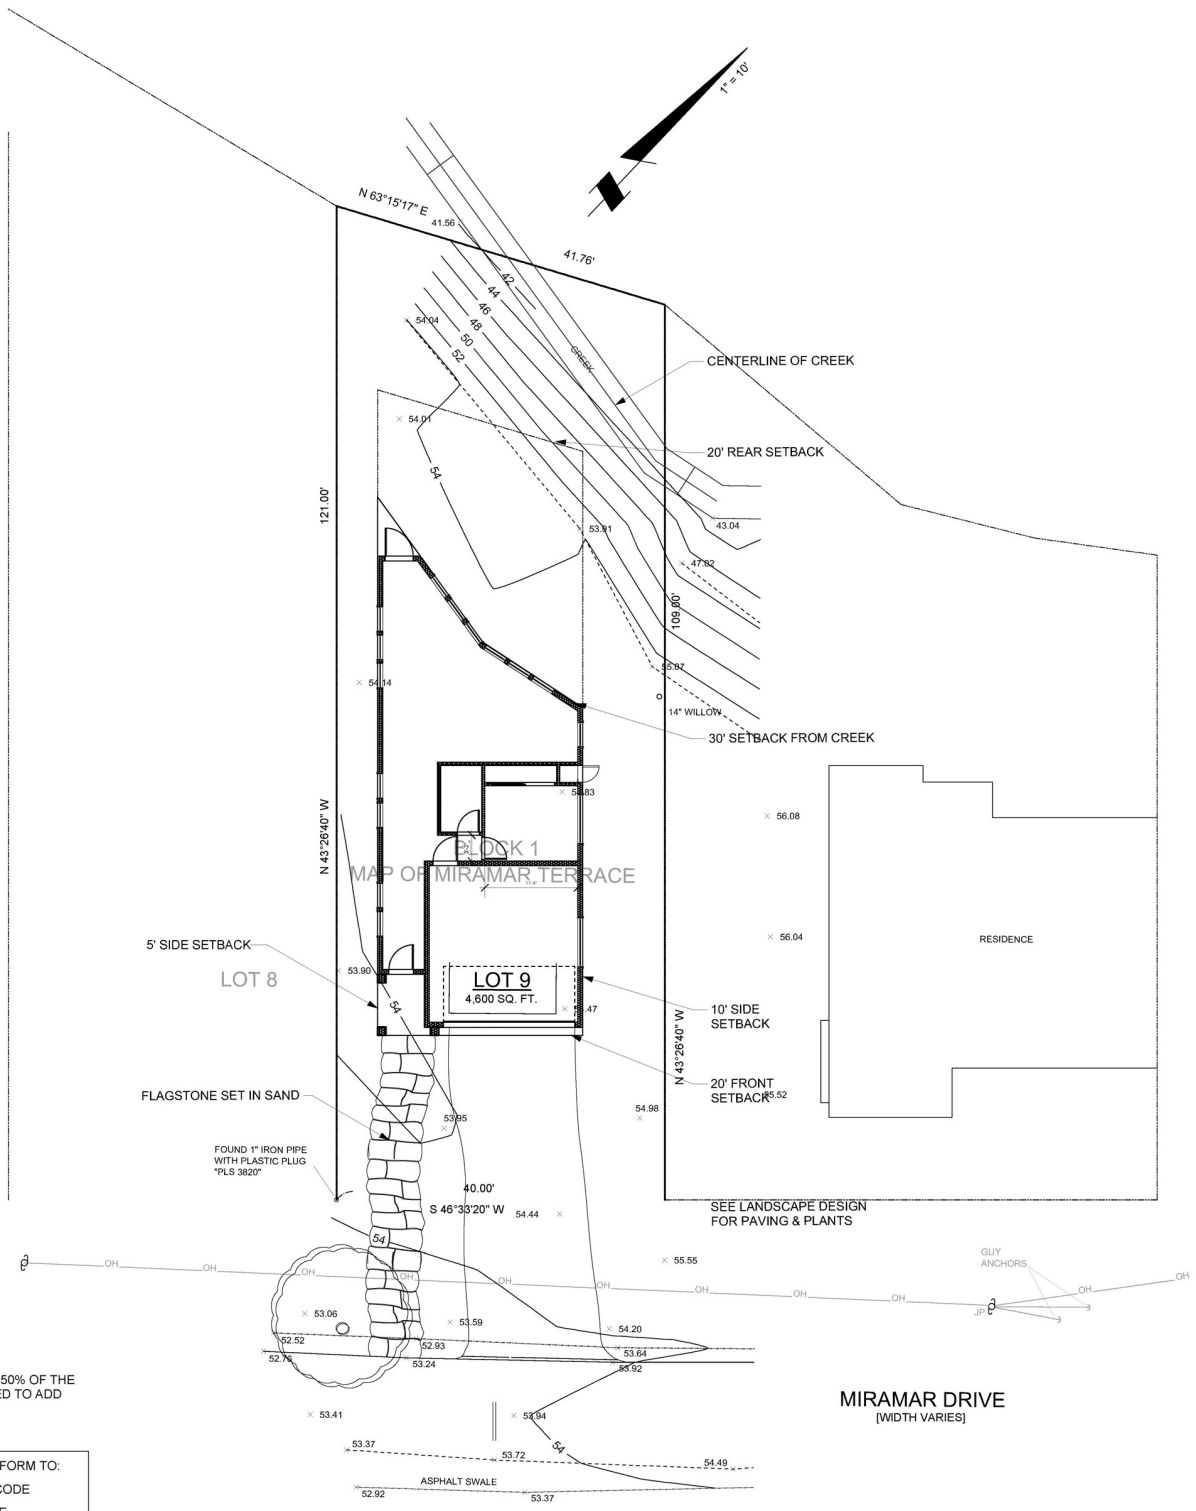 1" = 10'
N 63°15'17" E
41.56
41.76'
42
44
46
48
50
52
54.04
CREEK
CENTERLINE OF CREEK
54.01
20' REAR SETBACK
54
121.00'
53.91
43.04
47.02
109.00'
55.07
54.14
14" WILLOW
30' SETBACK FROM CREEK
56.08
N 43°26'40" W
BLOCK 1
MAP OF MIRAMAR TERRACE
11'-4"
5' SIDE SETBACK
56.04
RESIDENCE
53.90
LOT 8
LOT 9
4,600 SQ. FT.
54
.47
10' SIDE
SETBACK
N 43°26'40" W
20' FRONT
SETBACK
55.52
FLAGSTONE SET IN SAND
53.95
54.98
FOUND 1" IRON PIPE
WITH PLASTIC PLUG
"PLS 3820"
40.00'
S 46°33'20" W
54.44
SEE LANDSCAPE DESIGN
FOR PAVING & PLANTS
54
55.55
GUY
ANCHORS
OH
OH
OH
OH
OH
OH
OH
OH
OH
OH
OH
JP
53.06
53.59
54.20
52.52
52.93
53.64
52.76
53.24
53.92
50% OF THE
ED TO ADD
MIRAMAR DRIVE
[WIDTH VARIES]
53.41
53.94
54
53.37
53.72
54.49
FORM TO:
CODE
ASPHALT SWALE
52.92
53.37